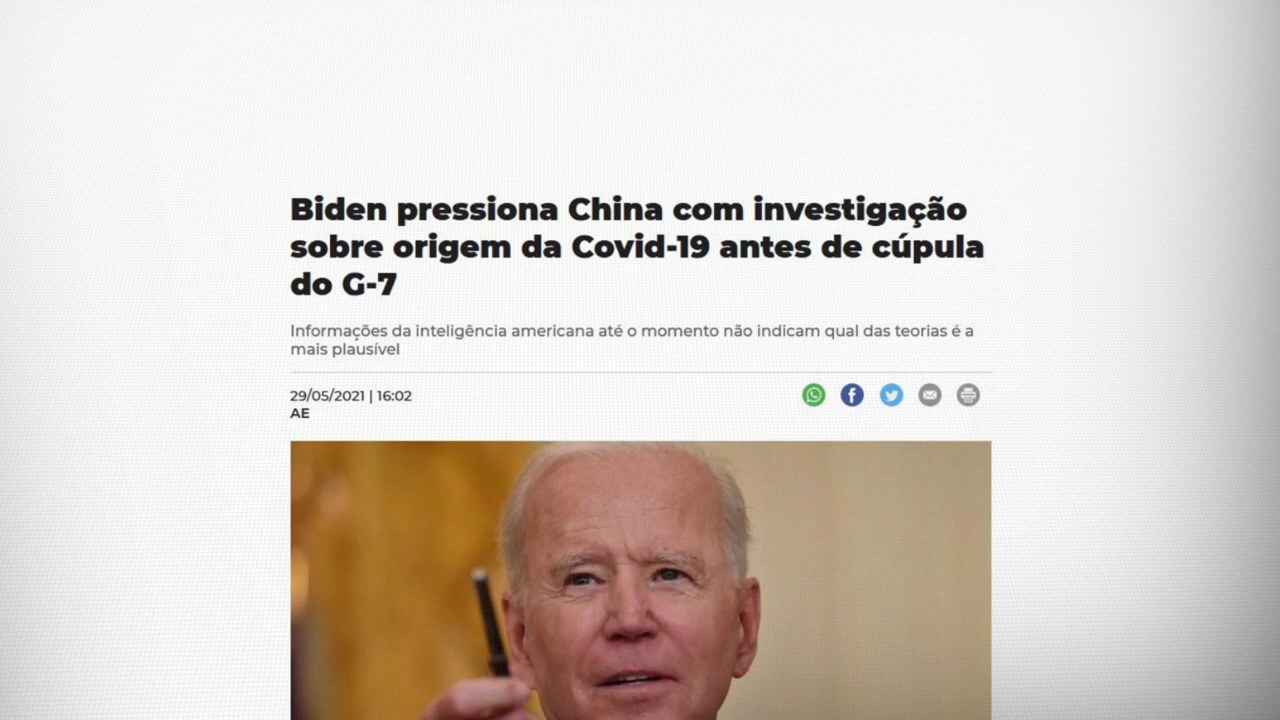 Biden pressiona China com investigação
sobre origem da Covid-19 antes de cúpula
do G-7
Informações da inteligência americana até o momento não indicam qual das teorias é a
mais plausível
29/05/2021 | 16:02
AE